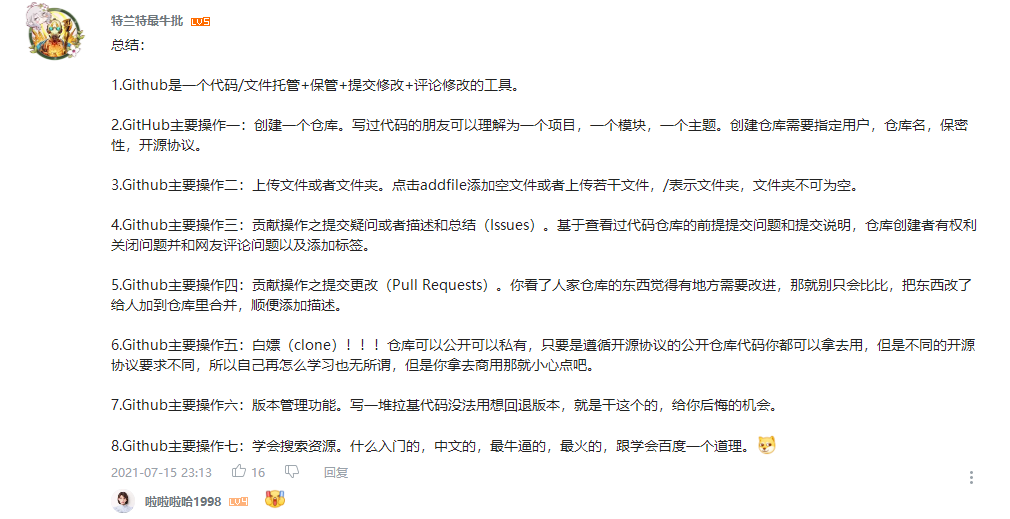 特兰特最牛批 LV5
总结：
1.Github是一个代码/文件托管+保管+提交修改+评论修改的工具。
2.GitHub主要操作一：创建一个仓库。写过代码的朋友可以理解为一个项目，一个模块，一个主题。创建仓库需要指定用户，仓库名，保密
性，开源协议。
3.Github主要操作二：上传文件或者文件夹。点击addfile添加空文件或者上传若干文件，/表示文件夹，文件夹不可为空。
4.Github主要操作三：贡献操作之提交疑问或者描述和总结（Issues）。基于查看过代码仓库的前提提交问题和提交说明，仓库创建者有权利
关闭问题并和网友评论问题以及添加标签。
5.Github主要操作四：贡献操作之提交更改（Pull Requests）。你看了人家仓库的东西觉得有地方需要改进，那就别只会比比，把东西改了
给人加到仓库里合并，顺便添加描述。
6.Github主要操作五：白嫖（clone）！！！仓库可以公开可以私有，只要是遵循开源协议的公开仓库代码你都可以拿去用，但是不同的开源
协议要求不同，所以自己再怎么学习也无所谓，但是你拿去商用那就小心点吧。
7.Github主要操作六：版本管理功能。写一堆拉基代码没法用想回退版本，就是干这个的，给你后悔的机会。
8.Github主要操作七：学会搜索资源。什么入门的，中文的，最牛逼的，最火的，跟学会百度一个道理。
2021-07-15 23:13 16 回复
啦啦啦哈1998 LV4